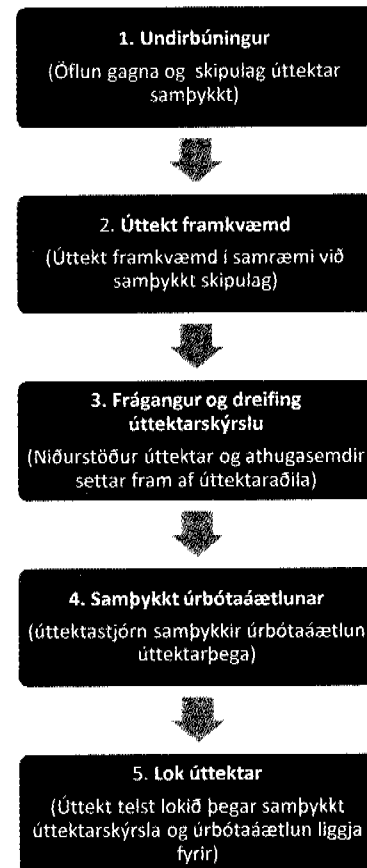 1. Undirbúningur
(Öflun gagna og skipulag úttektar
samþykkt)
2. Úttekt framkvæmd
(Úttekt framkvæmd í samræmi við
samþykkt skipulag)
3. Frágangur og dreifing
úttektarskýrslu
(Niðurstöður úttektar og athugasemdir
settar fram af úttektaraðila)
4. Samþykkt úrbótaáætlunar
(úttektastjórn samþykkir úrbótaáætlun
úttektarþega)
5. Lok úttektar
(Úttekt telst lokið þegar samþykkt
úttektarskýrsla og úrbótaáætlun liggja
fyrir)